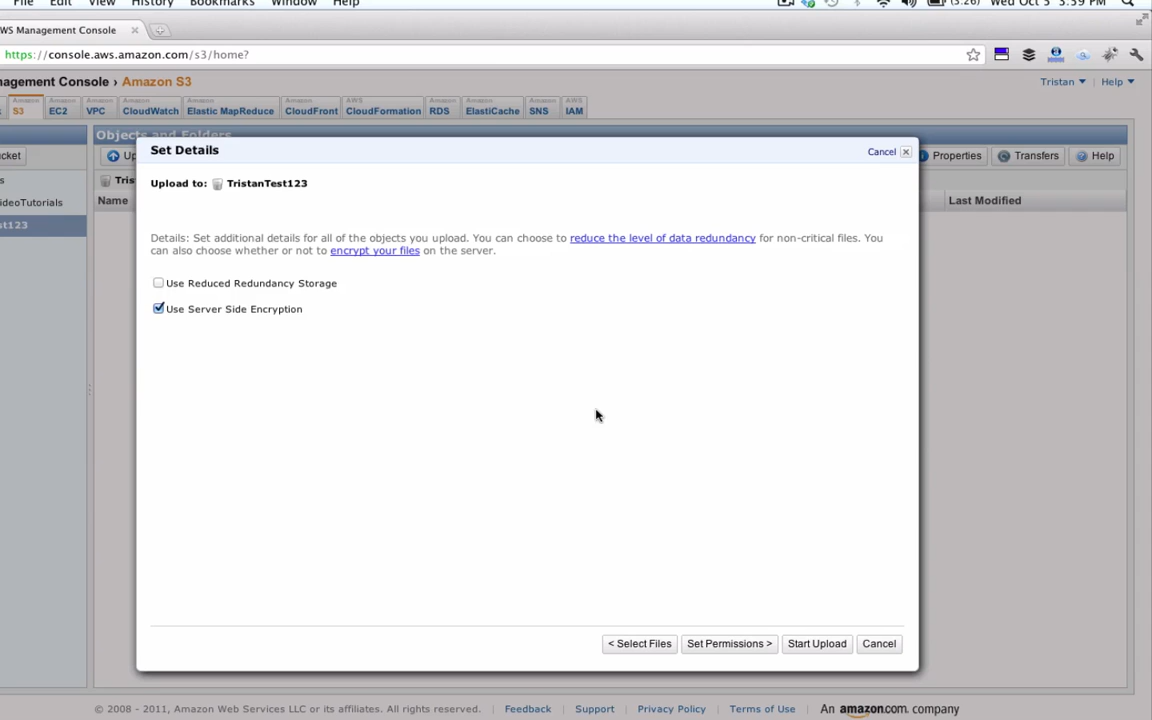 File Edit View History Bookmarks Window Help (3:26) Wed Oct 5 3:59 PM
WS Management Console
https://console.aws.amazon.com/s3/home?
nagement Console › Amazon S3 Tristan Help
Amazon S3 Amazon EC2 Amazon VPC Amazon CloudWatch Amazon Elastic MapReduce Amazon CloudFront AWS CloudFormation Amazon RDS Amazon ElastiCache Amazon SNS AWS IAM
Objects and Folders
cket Up Properties Transfers Help
s Tris
Name Last Modified
ideoTutorials
st123
Set Details Cancel
Upload to: TristanTest123
Details: Set additional details for all of the objects you upload. You can choose to reduce the level of data redundancy for non-critical files. You
can also choose whether or not to encrypt your files on the server.
Use Reduced Redundancy Storage
Use Server Side Encryption
< Select Files Set Permissions > Start Upload Cancel
© 2008 - 2011, Amazon Web Services LLC or its affiliates. All rights reserved. Feedback Support Privacy Policy Terms of Use An amazon.com company